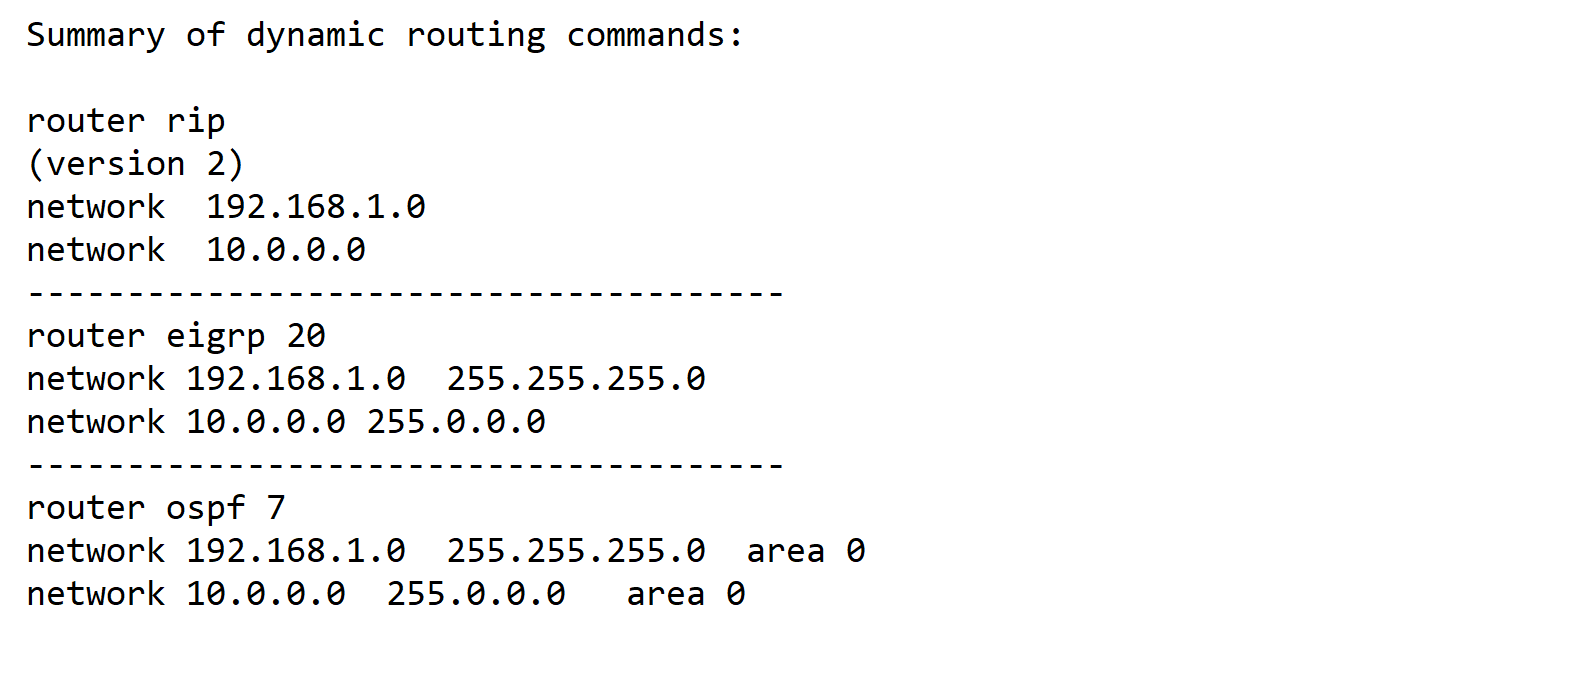 Summary of dynamic routing commands:

router rip
(version 2)
network  192.168.1.0
network  10.0.0.0
--------------------------------------
router eigrp 20
network 192.168.1.0  255.255.255.0
network 10.0.0.0 255.0.0.0
--------------------------------------
router ospf 7
network 192.168.1.0  255.255.255.0  area 0
network 10.0.0.0  255.0.0.0   area 0